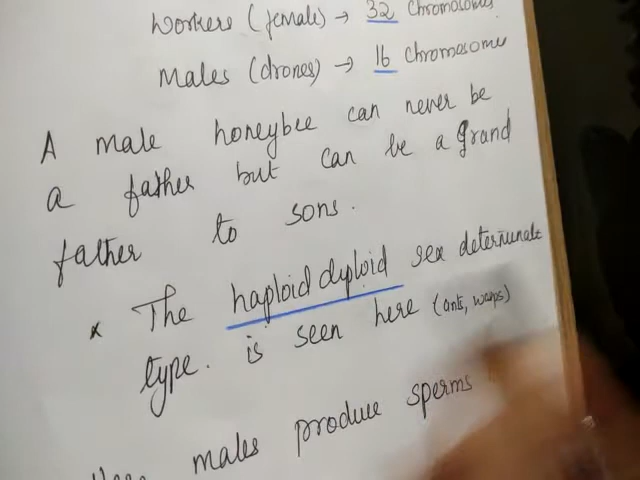 Workers (female) → 32 Chromosomes
Males (drones) → 16 Chromosome
A male honeybee can never be
a father but can be a grand
father to sons.
x The haploid diploid sex determinate
type. is seen here (ants, wasps)
Here males produce sperms